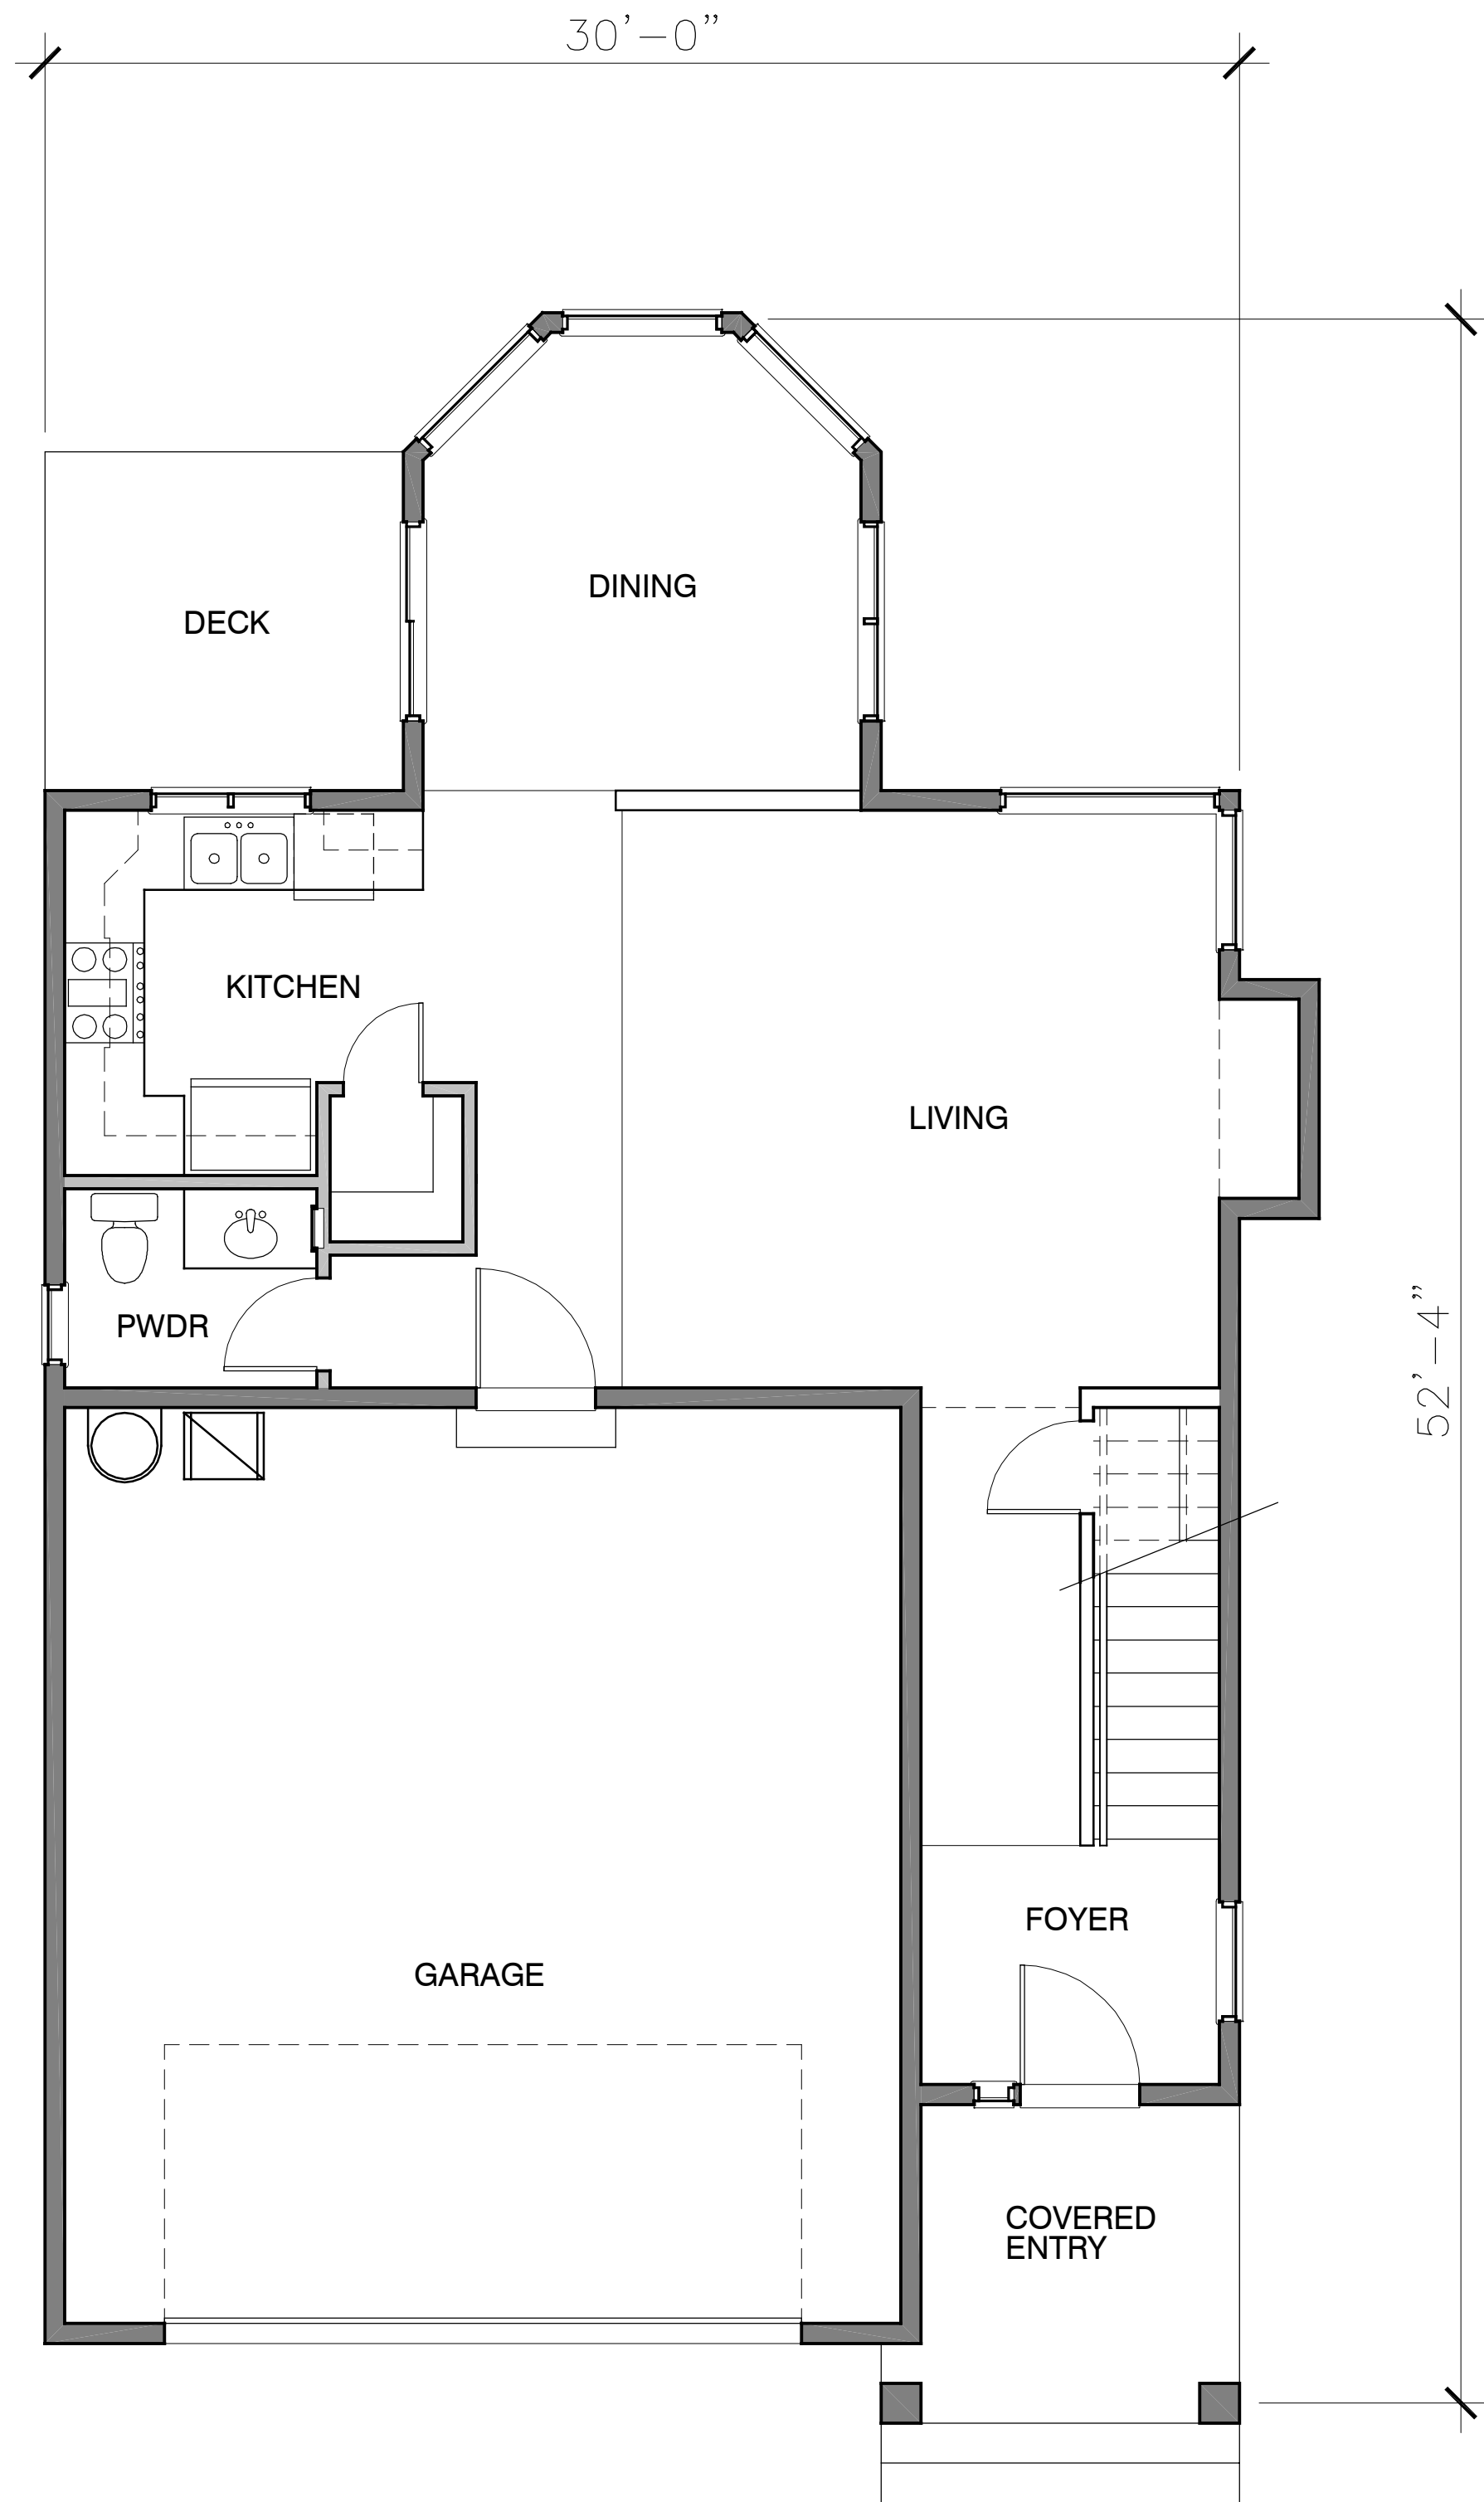 30'-0"
DINING
DECK
KITCHEN
LIVING
PWDR
52'-4"
FOYER
GARAGE
COVERED
ENTRY